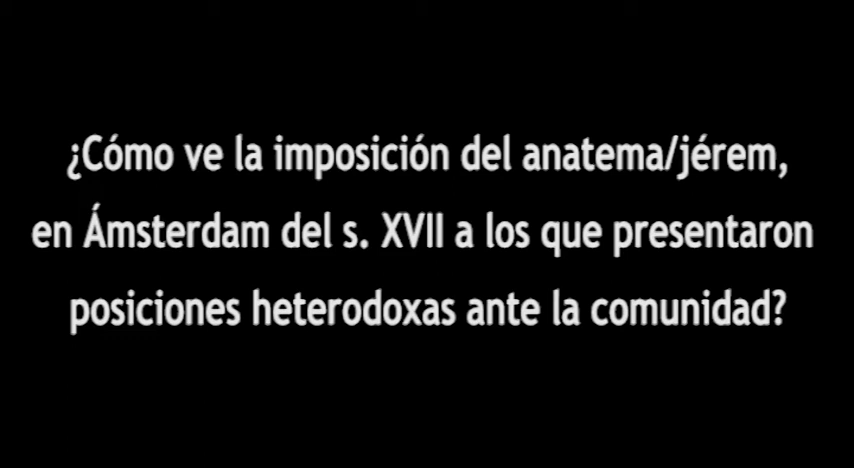 ¿Cómo ve la imposición del anatema/jérem,
en Ámsterdam del s. XVII a los que presentaron
posiciones heterodoxas ante la comunidad?